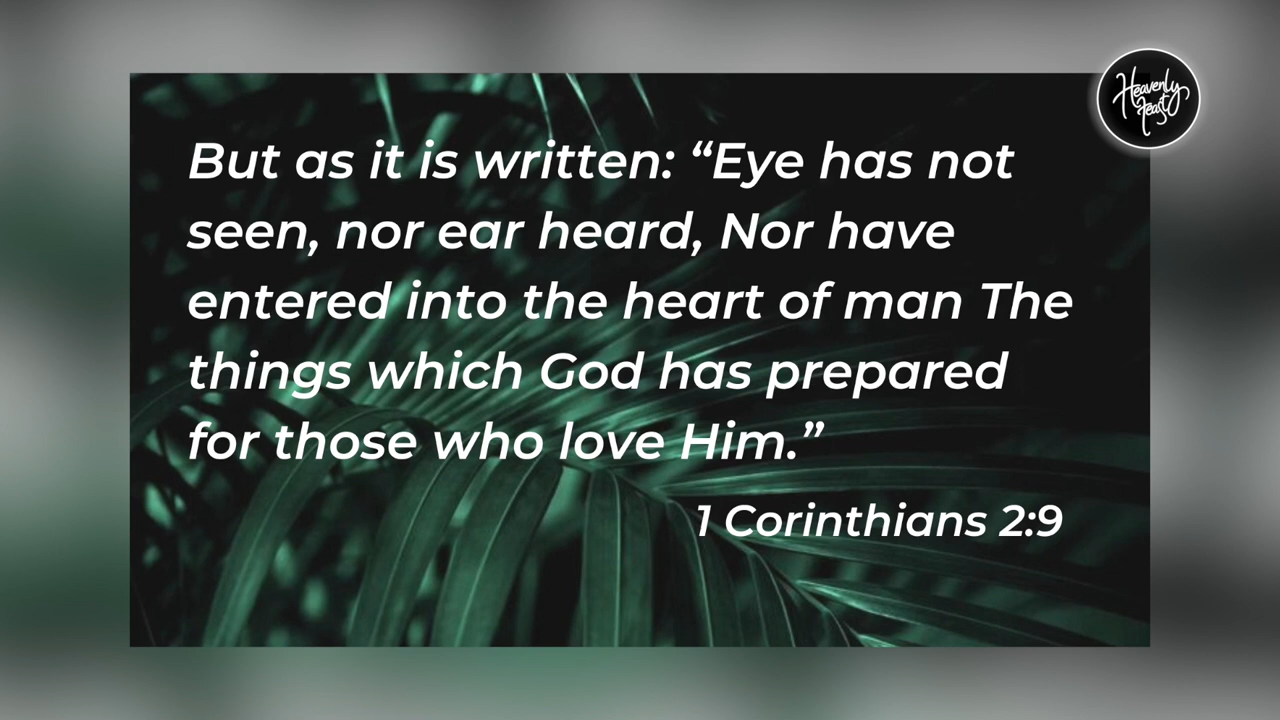 Heavenly
Feast
But as it is written: “Eye has not
seen, nor ear heard, Nor have
entered into the heart of man The
things which God has prepared
for those who love Him.”
1 Corinthians 2:9